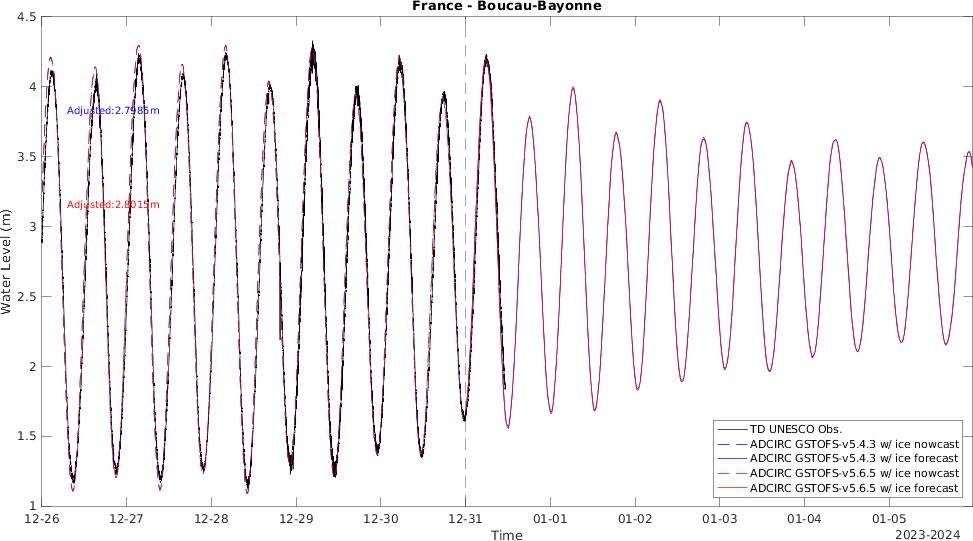 France - Boucau-Bayonne
4.5
4
3.5
3
2.5
2
1.5
1
Water Level (m)
Adjusted:2.7985m
Adjusted:2.8015m
TD UNESCO Obs.
ADCIRC GSTOFS-v5.4.3 w/ ice nowcast
ADCIRC GSTOFS-v5.4.3 w/ ice forecast
ADCIRC GSTOFS-v5.6.5 w/ ice nowcast
ADCIRC GSTOFS-v5.6.5 w/ ice forecast
12-26 12-27 12-28 12-29 12-30 12-31 01-01 01-02 01-03 01-04 01-05
Time
2023-2024